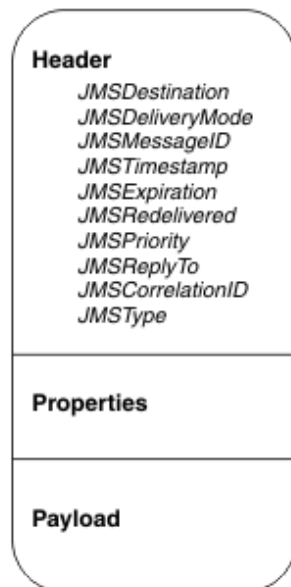 Header
JMSDestination
JMSDeliveryMode
JMSMessageID
JMSTimestamp
JMSExpiration
JMSRedelivered
JMSPriority
JMSReplyTo
JMSCorrelationID
JMSType
Properties
Payload